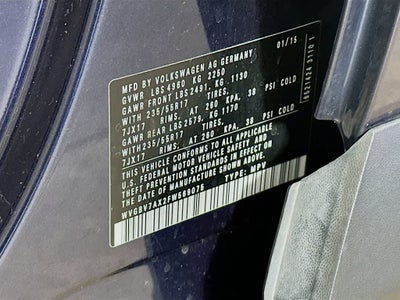 MFD BY VOLKSWAGEN AG GERMANY 01/15
GVWR LBS 4960 KG 2250
GAWR FRONT LBS 2491, KG. 1130
WITH 235/55R17 TIRES, AT 260 KPA, 38 PSI COLD
7JX17 RIMS,
GAWR REAR LBS 2579, KG 1170
WITH 235/55R17 TIRES, AT 260 KPA, 38 PSI COLD
7JX17 RIMS,
THIS VEHICLE CONFORMS TO ALL APPLICABLE
U.S. FEDERAL MOTOR VEHICLE SAFETY AND
THEFT PREVENTION STANDARDS IN EFFECT
ON THE DATE OF MANUFACTURE SHOWN ABOVE
TYPE: MPV